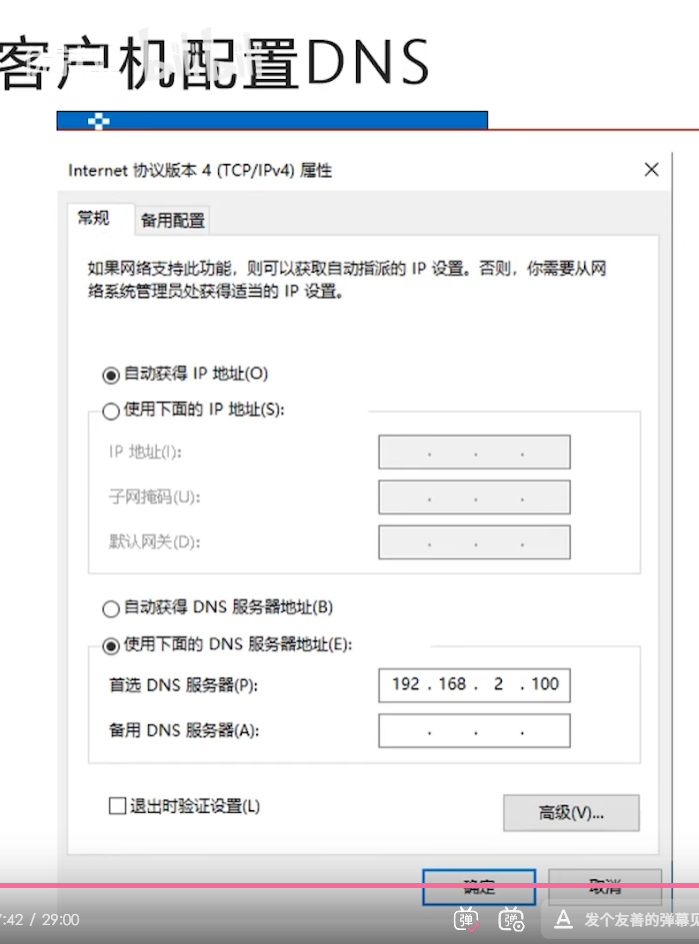 客户机配置DNS
Internet 协议版本 4 (TCP/IPv4) 属性
常规
备用配置
如果网络支持此功能，则可以获取自动指派的 IP 设置。否则，你需要从网
络系统管理员处获得适当的 IP 设置。
自动获得 IP 地址(O)
使用下面的 IP 地址(S):
IP 地址(I):
子网掩码(U):
默认网关(D):
自动获得 DNS 服务器地址(B)
使用下面的 DNS 服务器地址(E):
首选 DNS 服务器(P):
192 . 168 . 2 . 100
备用 DNS 服务器(A):
退出时验证设置(L)
高级(V)...
确定
取消
:42 / 29:00
弹
弹
A
发个友善的弹幕见